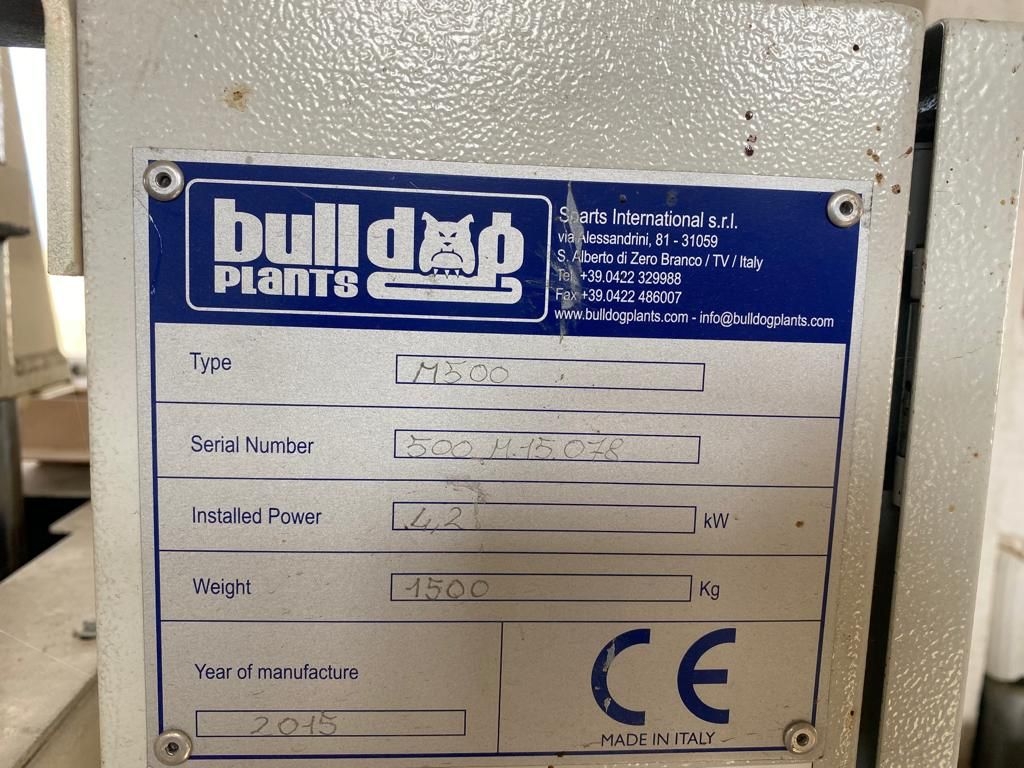 bulldog
PLANTS
Sparts International s.r.l.
via Alessandrini, 81 - 31059
S. Alberto di Zero Branco / TV / Italy
Tel. +39.0422 329988
Fax +39.0422 486007
www.bulldogplants.com - info@bulldogplants.com
Type M500
Serial Number 500 M.15.078
Installed Power 4,2 kW
Weight 1500 Kg
Year of manufacture
2015
CE
MADE IN ITALY